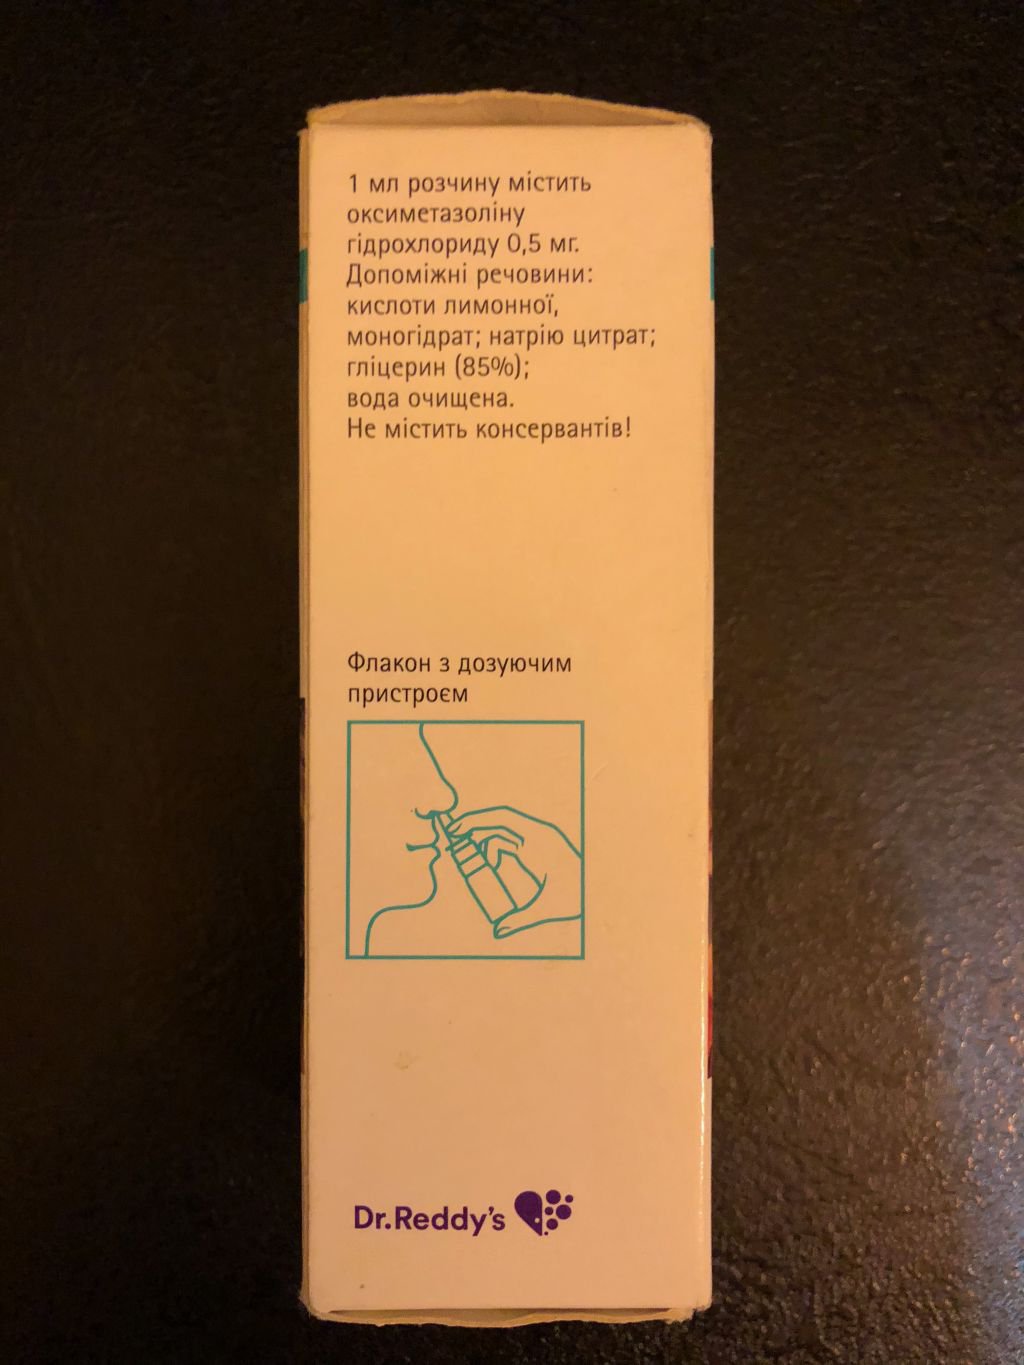 1 мл розчину містить
оксиметазоліну
гідрохлориду 0,5 мг.
Допоміжні речовини:
кислоти лимонної,
моногідрат; натрію цитрат;
гліцерин (85%);
вода очищена.
Не містить консервантів!
Флакон з дозуючим
пристроєм
Dr.Reddy's